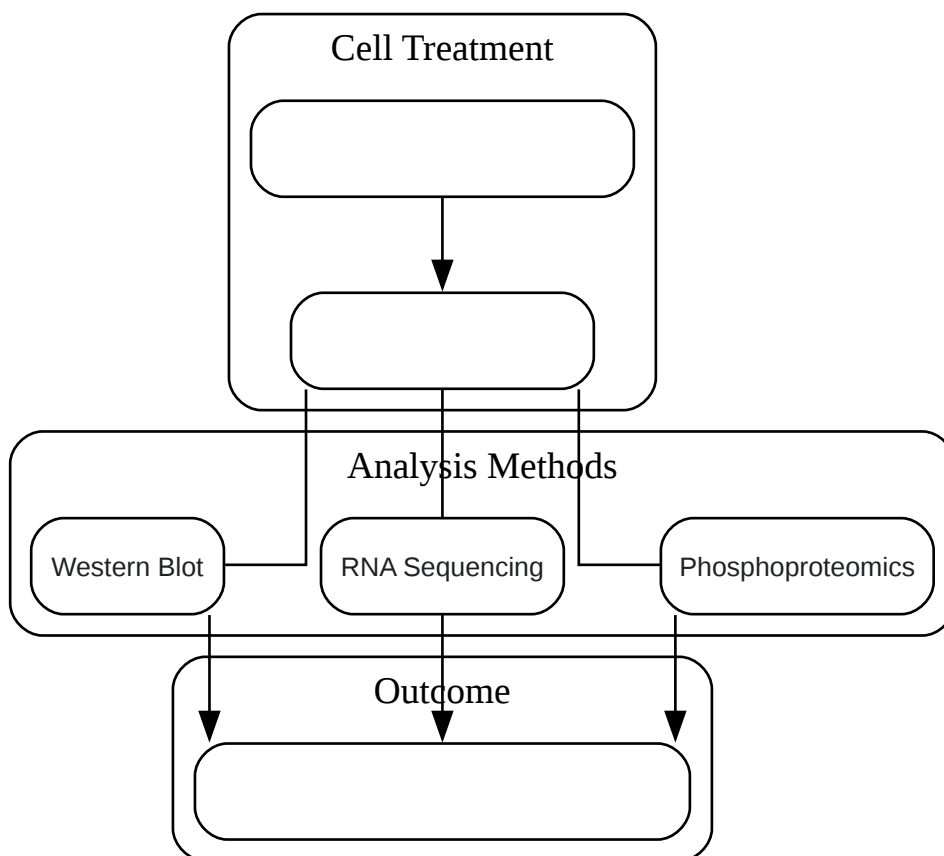 Cell Treatment
Analysis Methods
Western Blot
RNA Sequencing
Phosphoproteomics
Outcome